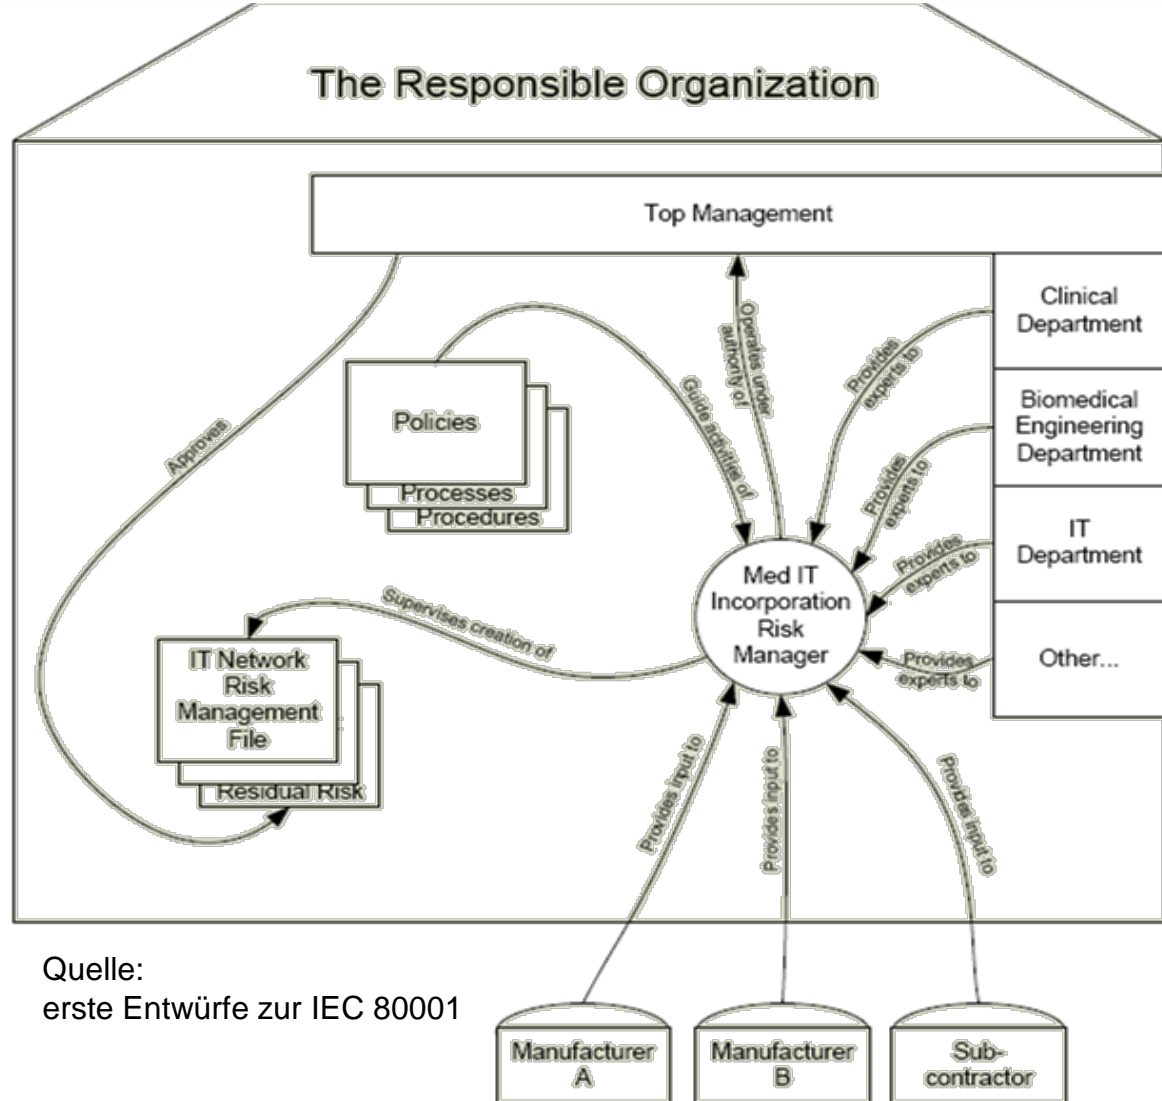 The Responsible Organization
Top Management
Clinical
Department
Biomedical
Engineering
Department
IT
Department
Other...
Approves
Policies
Processes
Procedures
Guide activities of
Operates under
authority of
Provides
experts to
Provides
experts to
Provides
experts to
Provides
experts to
Med IT
Incorporation
Risk
Manager
Supervises creation of
IT Network
Risk
Management
File
Residual Risk
Provides input to
Provides input to
Provides input to
Quelle:
erste Entwürfe zur IEC 80001
Manufacturer
A
Manufacturer
B
Sub-
contractor